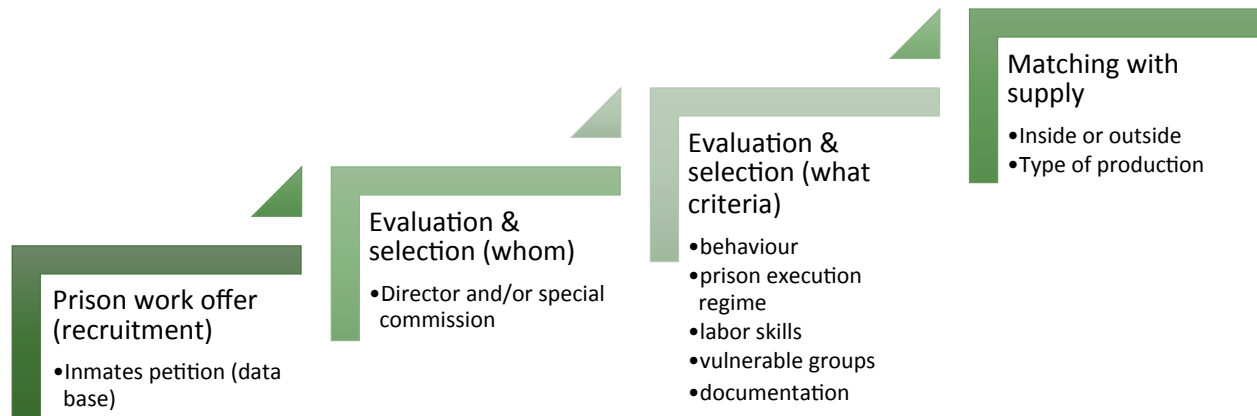 Prison work offer
(recruitment)
•Inmates petition (data
base)
Evaluation &
selection (whom)
•Director and/or special
commission
Evaluation &
selection (what
criteria)
•behaviour
•prison execution
regime
•labor skills
•vulnerable groups
•documentation
Matching with
supply
•Inside or outside
•Type of production